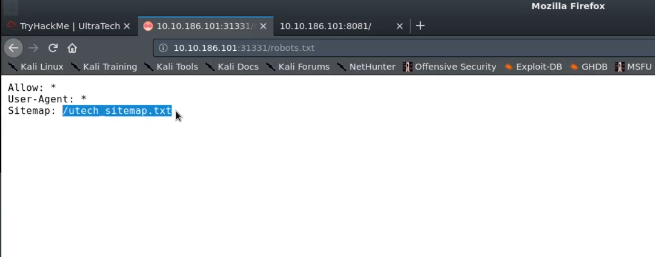 Mozilla Firefox
TryHackMe | UltraTech
10.10.186.101:31331/
10.10.186.101:8081/
10.10.186.101:31331/robots.txt
Kali Linux Kali Training Kali Tools Kali Docs Kali Forums NetHunter Offensive Security Exploit-DB GHDB MSFU
Allow: *
User-Agent: *
Sitemap: /utech_sitemap.txt